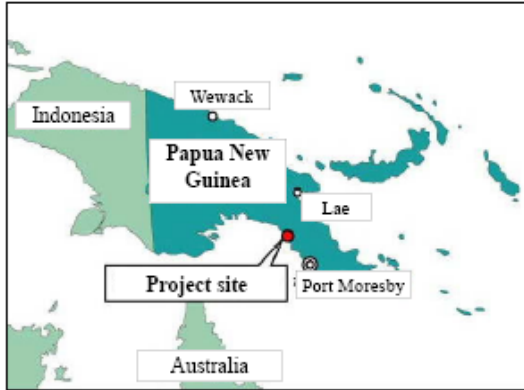 Wewack
Indonesia
Papua New
Guinea
Lae
Project site
Port Moresby
Australia